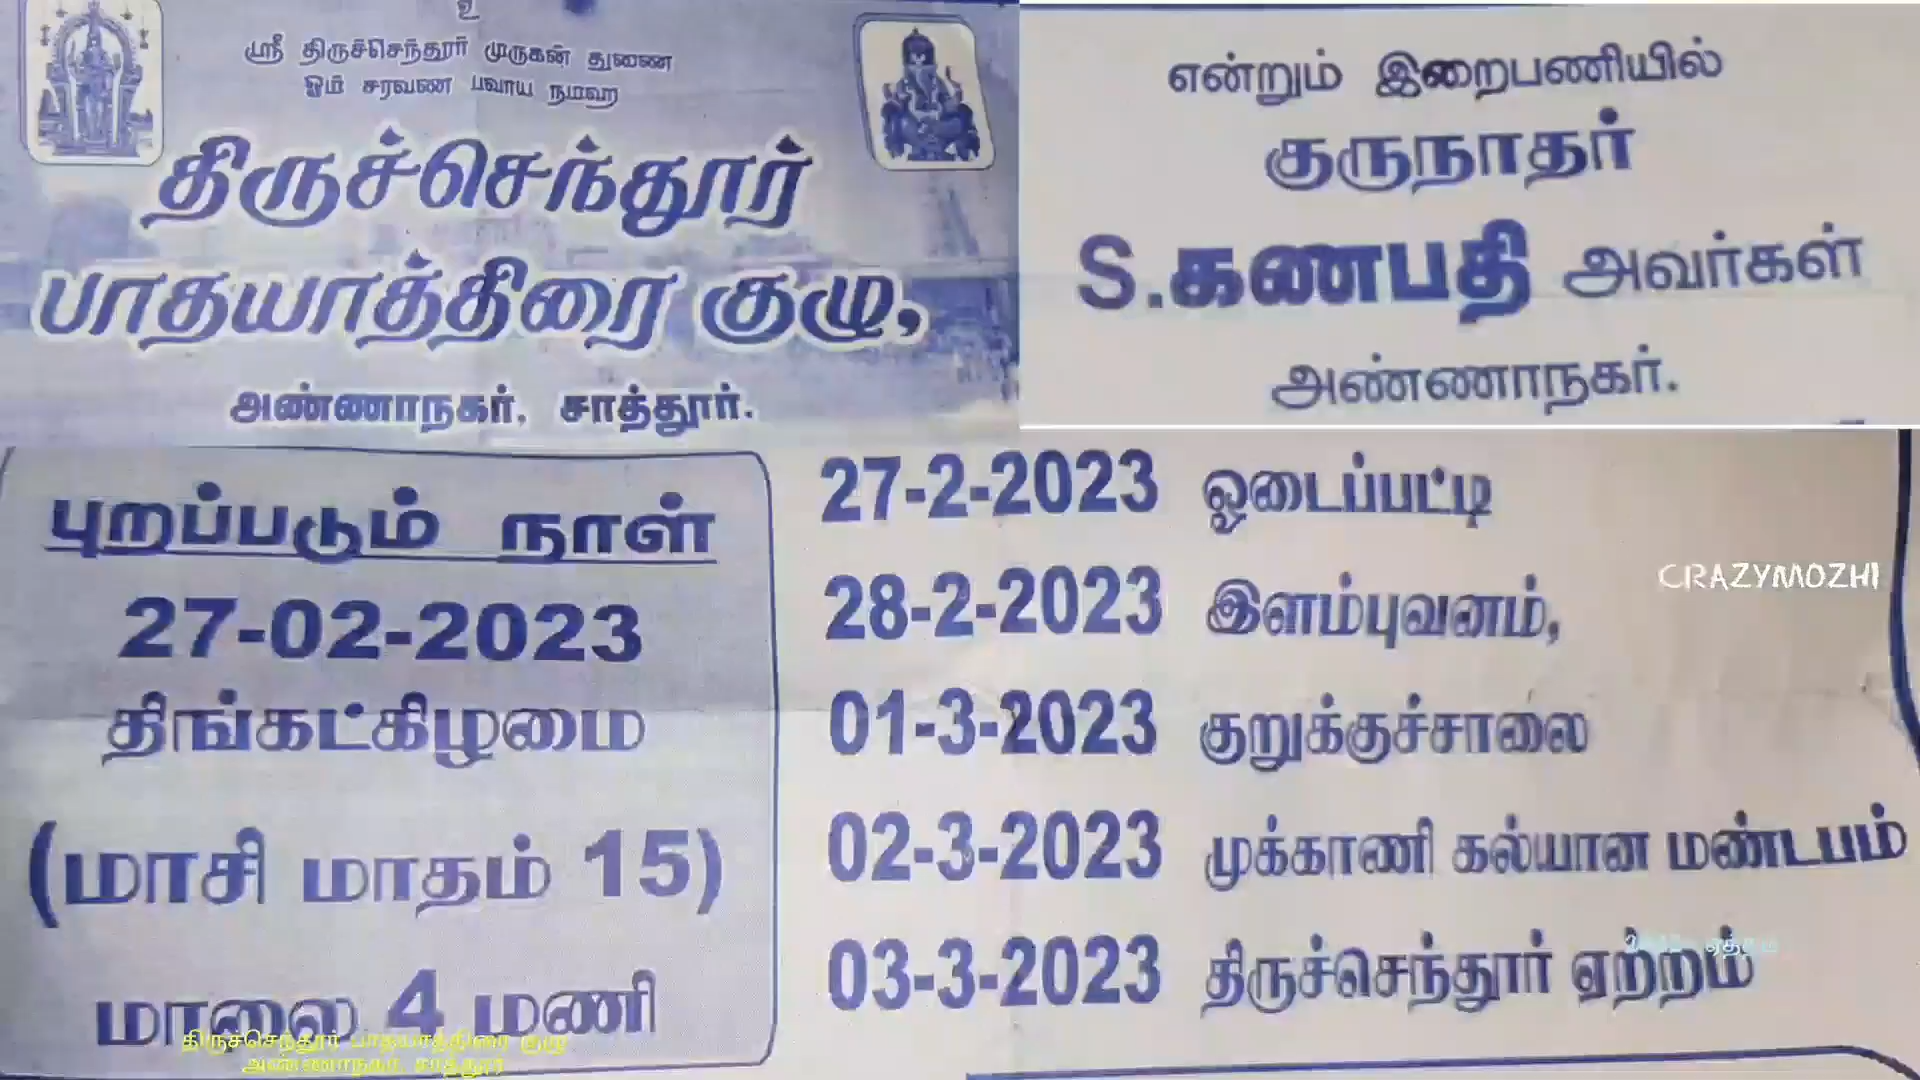 உ
ஸ்ரீ திருச்செந்தூர் முருகன் துணை
ஓம் சரவண பவாய நமஹ
திருச்செந்தூர்
பாதயாத்திரை குழு,
அண்ணாநகர், சாத்தூர்.
என்றும் இறைபணியில்
குருநாதர்
S.கணபதி அவர்கள்
அண்ணாநகர்.
புறப்படும் நாள்
27-02-2023
திங்கட்கிழமை
(மாசி மாதம் 15)
மாலை 4 மணி
27-2-2023 ஓடைப்பட்டி
28-2-2023 இளம்புவனம்,
01-3-2023 குறுக்குச்சாலை
02-3-2023 முக்காணி கல்யான மண்டபம்
03-3-2023 திருச்செந்தூர் ஏற்றம்
CRAZYMOZHI
திருச்செந்தூர் பாதயாத்திரை குழு
அண்ணாநகர், சாத்தூர்